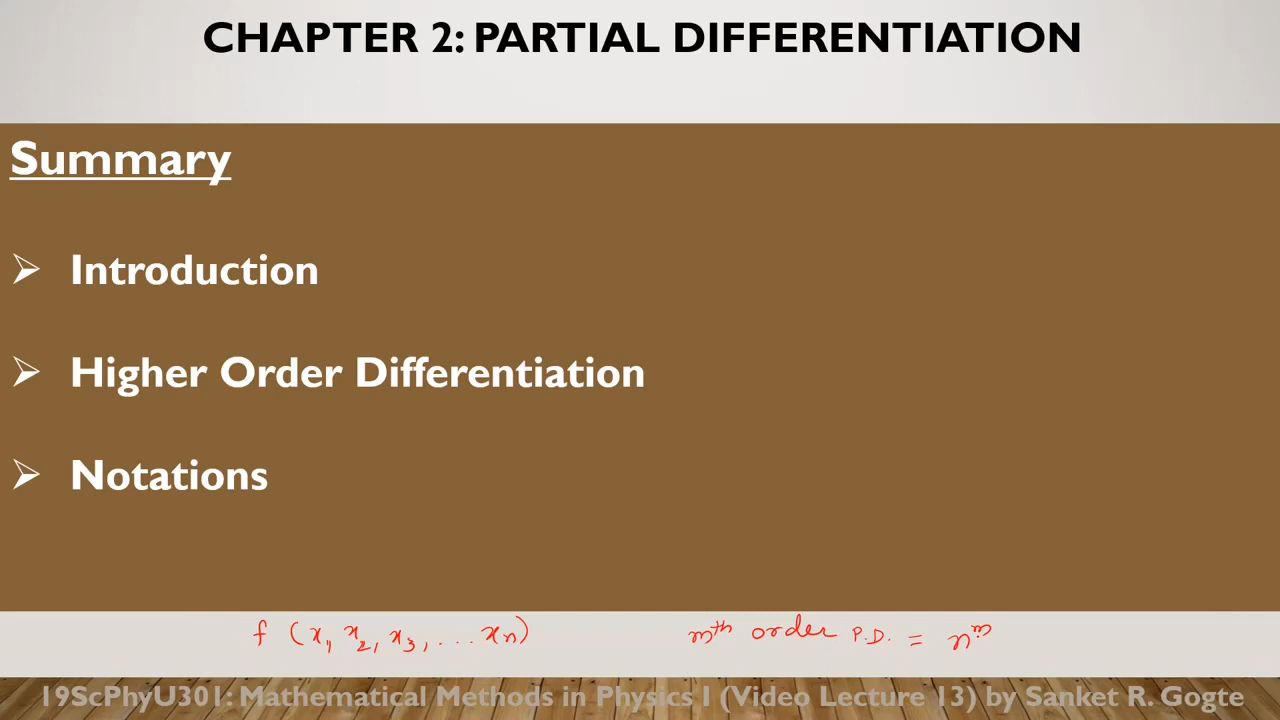 CHAPTER 2: PARTIAL DIFFERENTIATION
Summary
Introduction
Higher Order Differentiation
Notations
f (x₁, x₂, x₃, ... xₙ) mᵗʰ order P.D. = nᵐ
19ScPhyU301: Mathematical Methods in Physics I (Video Lecture 13) by Sanket R. Gogte